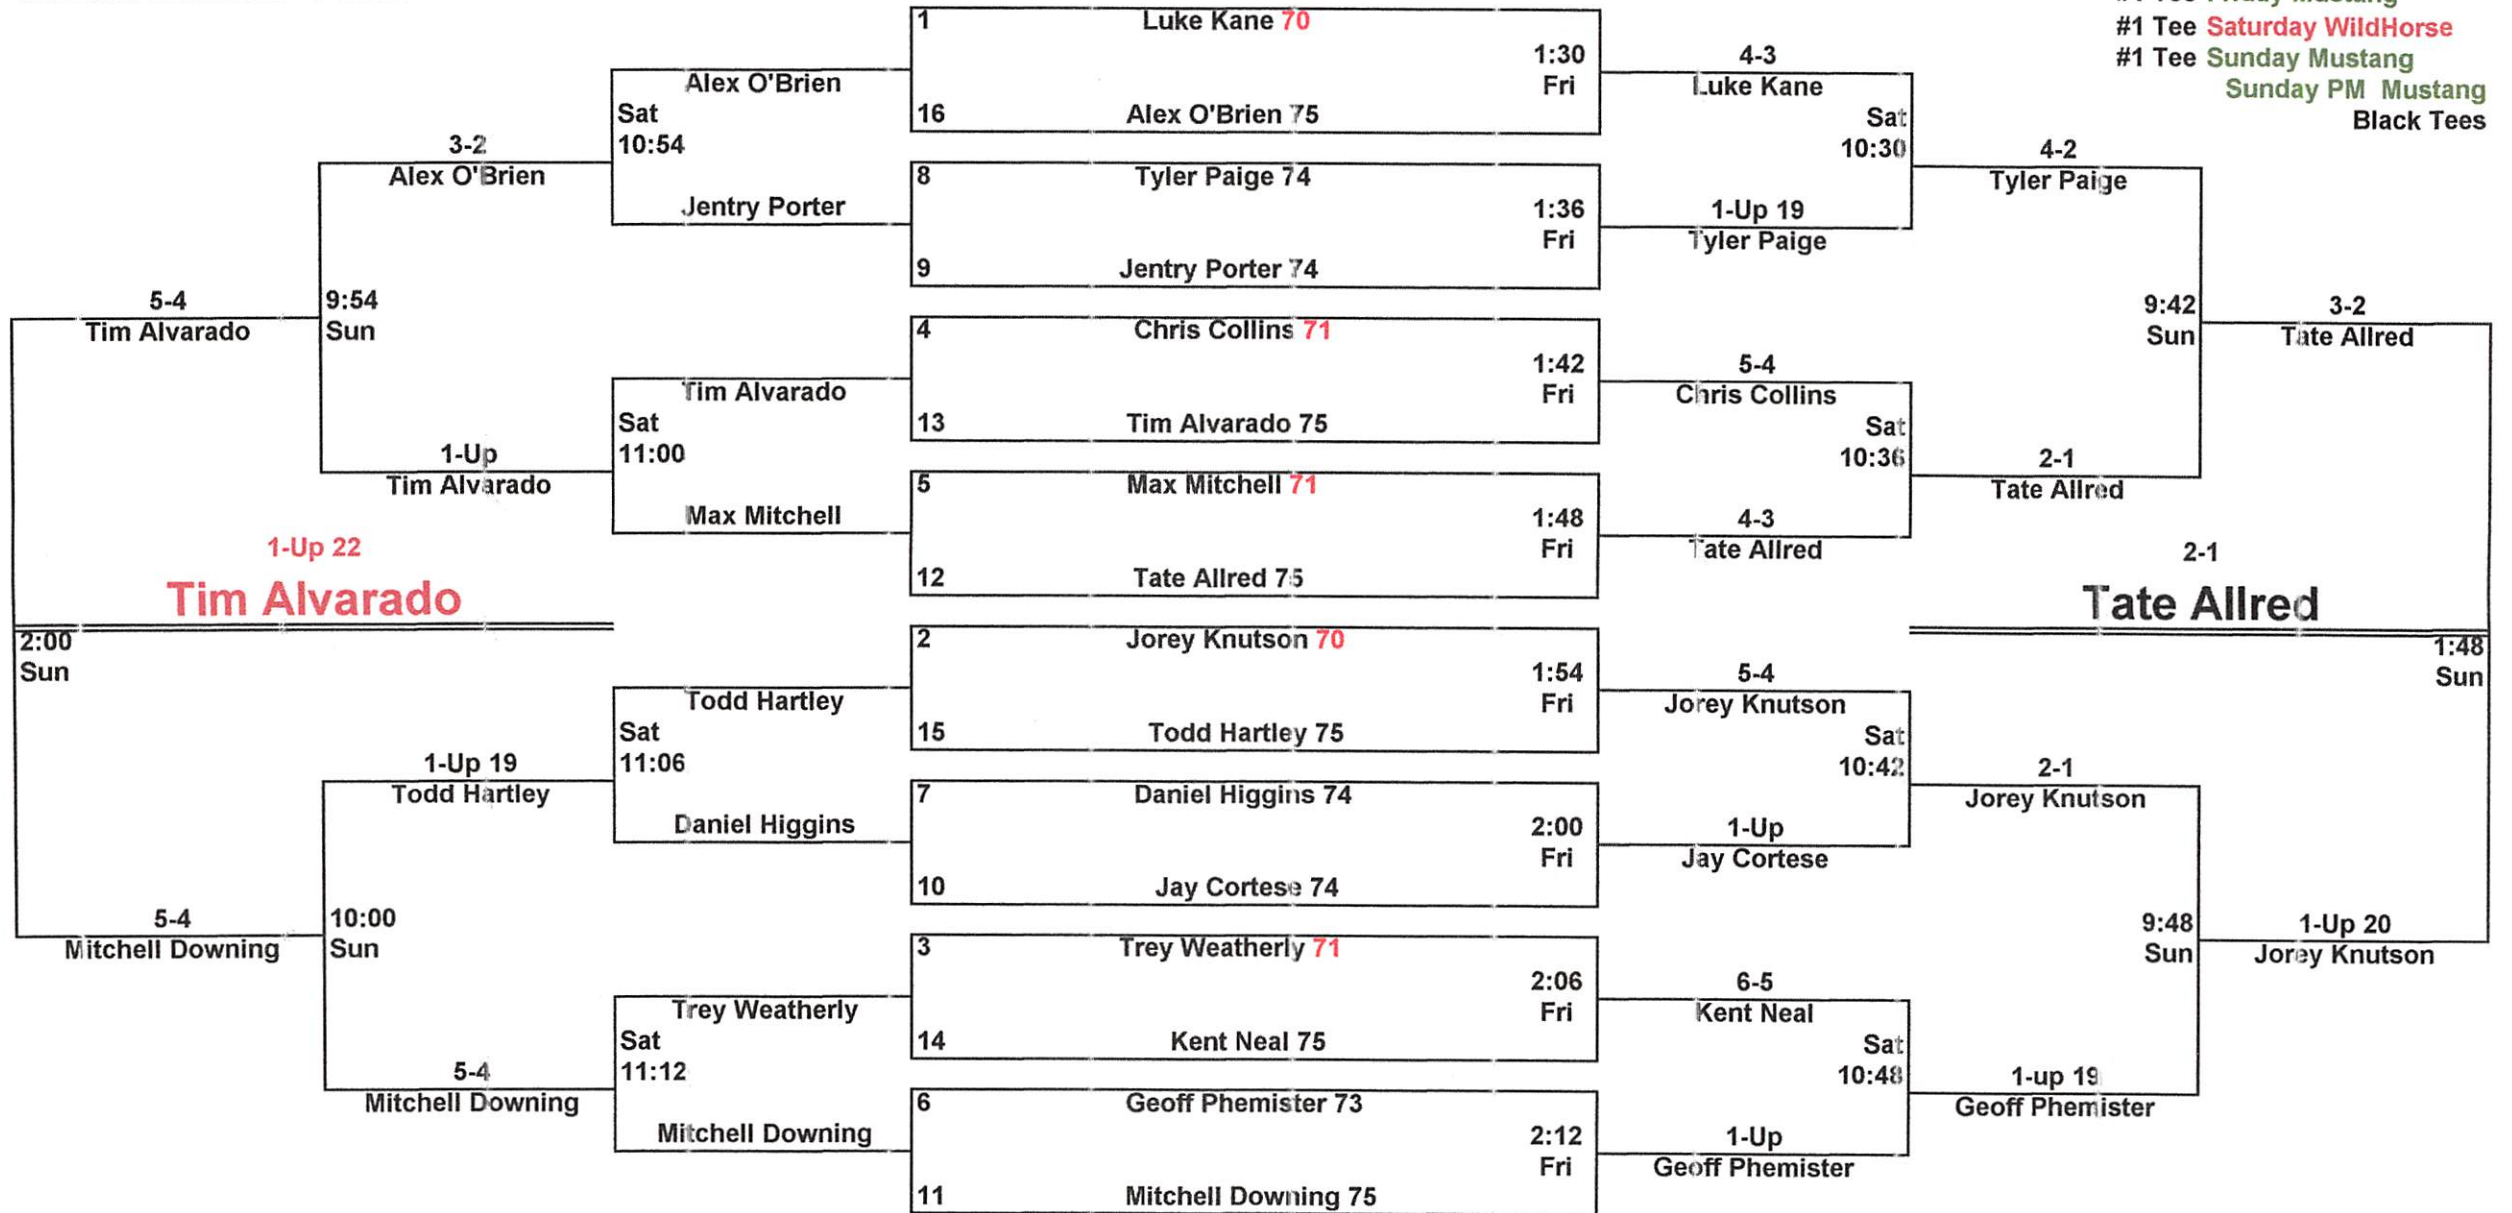 #1 Tee Friday Mustang
#1 Tee Saturday WildHorse
#1 Tee Sunday Mustang
Sunday PM Mustang
Black Tees
5-4
Tim Alvarado
1-Up 22
Tim Alvarado
2:00
Sun
5-4
Mitchell Downing
3-2
Alex O'Brien
9:54
Sun
1-Up
Tim Alvarado
1-Up 19
Todd Hartley
10:00
Sun
5-4
Mitchell Downing
Alex O'Brien
Sat
10:54
Jentry Porter
Tim Alvarado
Sat
11:00
Max Mitchell
Todd Hartley
Sat
11:06
Daniel Higgins
Trey Weatherly
Sat
11:12
Mitchell Downing
1 Luke Kane 70
1:30
Fri
16 Alex O'Brien 75
8 Tyler Paige 74
1:36
Fri
9 Jentry Porter 74
4 Chris Collins 71
1:42
Fri
13 Tim Alvarado 75
5 Max Mitchell 71
1:48
Fri
12 Tate Allred 75
2 Jorey Knutson 70
1:54
Fri
15 Todd Hartley 75
7 Daniel Higgins 74
2:00
Fri
10 Jay Cortese 74
3 Trey Weatherly 71
2:06
Fri
14 Kent Neal 75
6 Geoff Phemister 73
2:12
Fri
11 Mitchell Downing 75
4-3
Luke Kane
Sat
10:30
1-Up 19
Tyler Paige
5-4
Chris Collins
Sat
10:36
4-3
Tate Allred
5-4
Jorey Knutson
Sat
10:42
1-Up
Jay Cortese
6-5
Kent Neal
Sat
10:48
1-Up
Geoff Phemister
4-2
Tyler Paige
9:42
Sun
2-1
Tate Allred
2-1
Jorey Knutson
9:48
Sun
1-up 19
Geoff Phemister
3-2
Tate Allred
2-1
Tate Allred
1:48
Sun
1-Up 20
Jorey Knutson